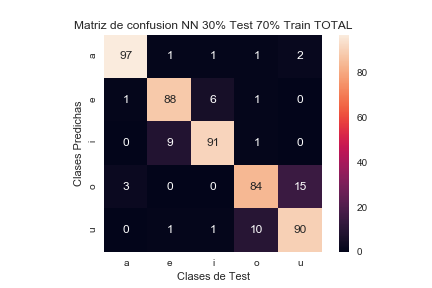 Matriz de confusion NN 30% Test 70% Train TOTAL
Clases Predichas
a 97 1 1 1 2
e 1 88 6 1 0
i 0 9 91 1 0
o 3 0 0 84 15
u 0 1 1 10 90
a e i o u
Clases de Test
80
60
40
20
0